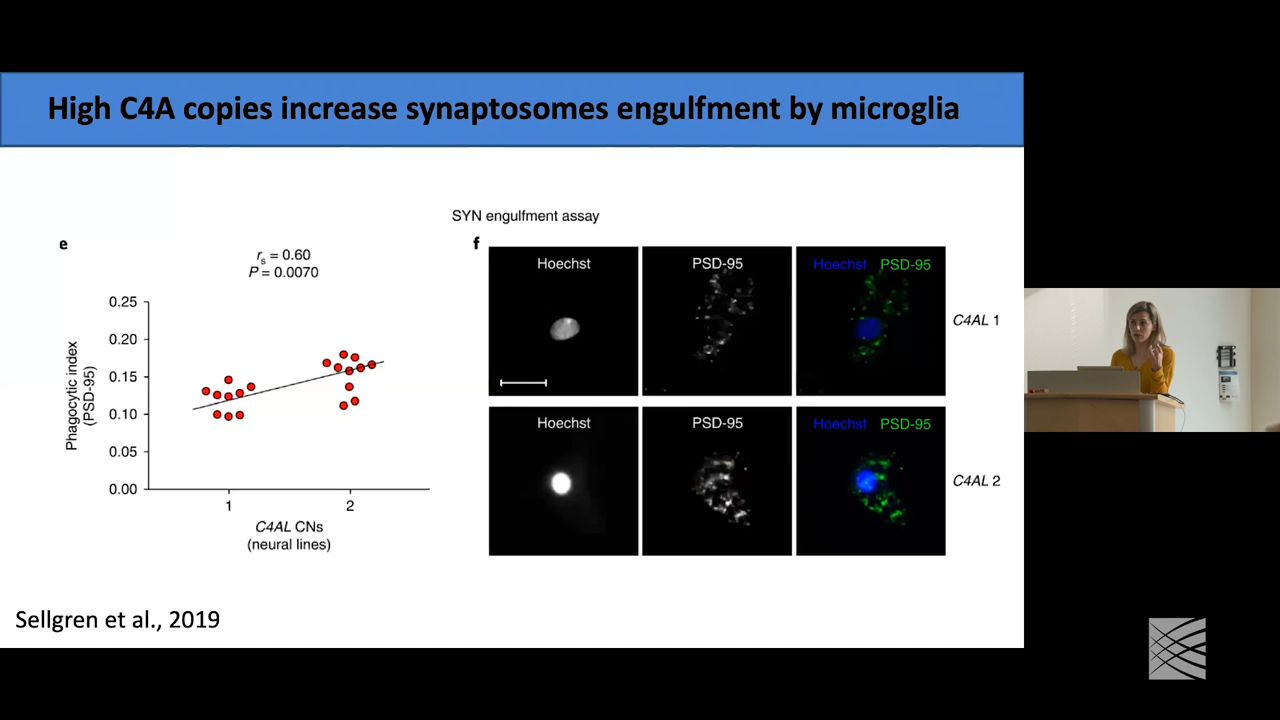 High C4A copies increase synaptosomes engulfment by microglia
e
rs = 0.60
P = 0.0070
Phagocytic index
(PSD-95)
0.25
0.20
0.15
0.10
0.05
0.00
1
2
C4AL CNs
(neural lines)
SYN engulfment assay
f
Hoechst
PSD-95
Hoechst PSD-95
C4AL 1
Hoechst
PSD-95
Hoechst PSD-95
C4AL 2
Sellgren et al., 2019